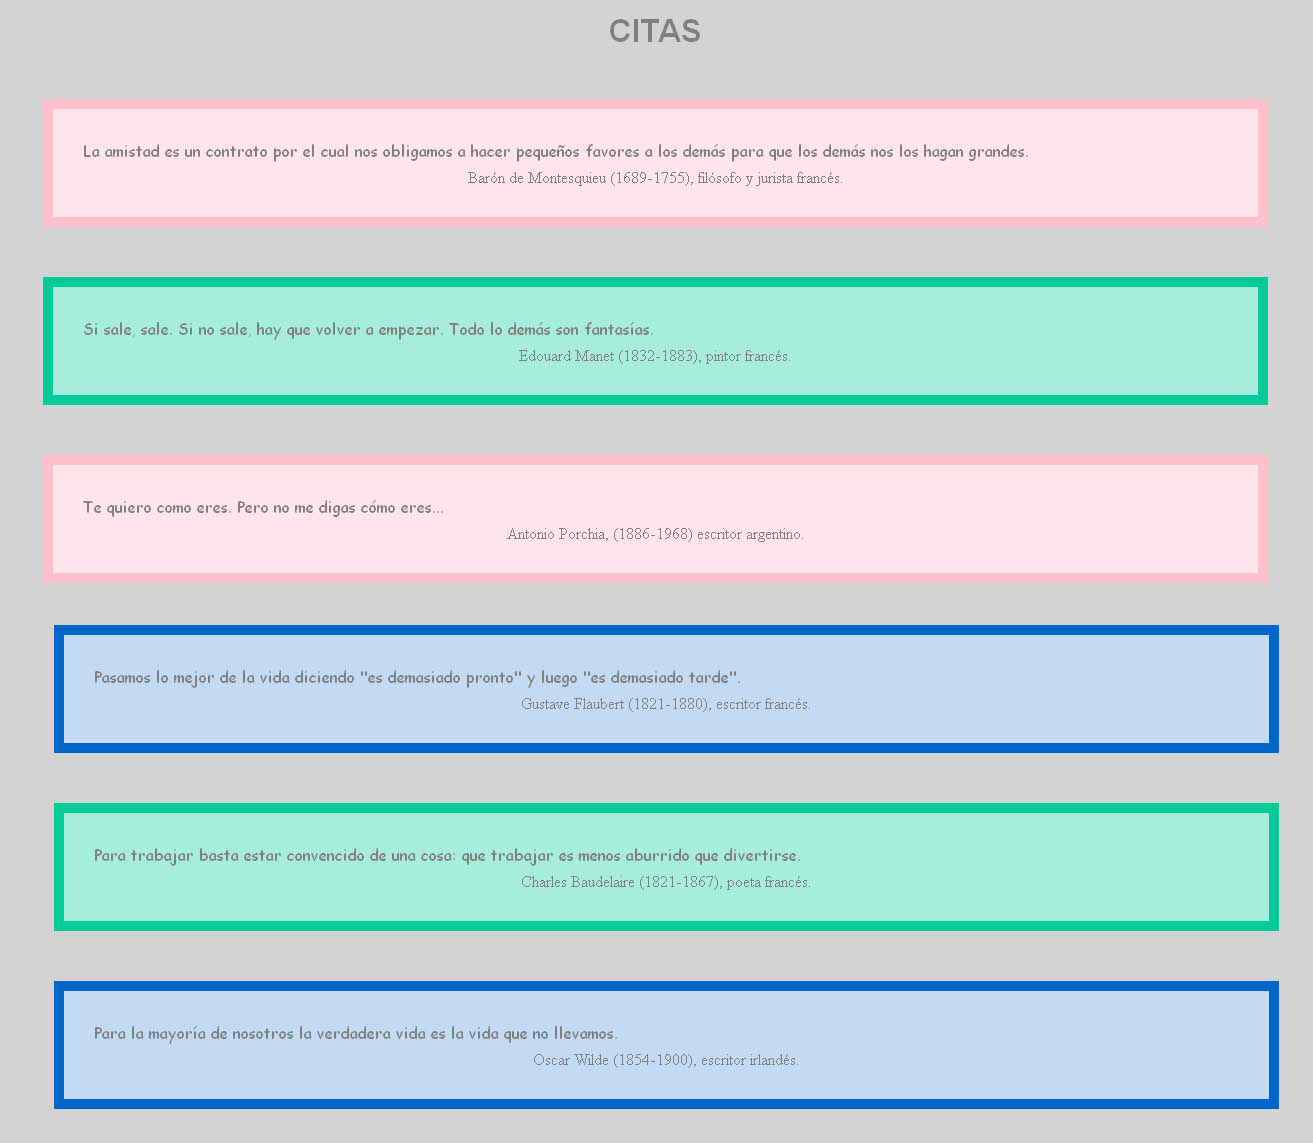 CITAS
La amistad es un contrato por el cual nos obligamos a hacer pequeños favores a los demás para que los demás nos los hagan grandes.
Barón de Montesquieu (1689-1755), filósofo y jurista francés.
Si sale, sale. Si no sale, hay que volver a empezar. Todo lo demás son fantasías.
Edouard Manet (1832-1883), pintor francés.
Te quiero como eres. Pero no me digas cómo eres...
Antonio Porchia, (1886-1968) escritor argentino.
Pasamos lo mejor de la vida diciendo "es demasiado pronto" y luego "es demasiado tarde".
Gustave Flaubert (1821-1880), escritor francés.
Para trabajar basta estar convencido de una cosa: que trabajar es menos aburrido que divertirse.
Charles Baudelaire (1821-1867), poeta francés.
Para la mayoría de nosotros la verdadera vida es la vida que no llevamos.
Oscar Wilde (1854-1900), escritor irlandés.